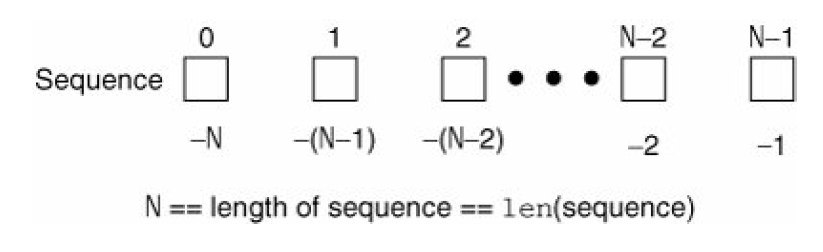 0 1 2 N–2 N–1
Sequence
–N –(N–1) –(N–2) –2 –1
N == length of sequence == len(sequence)